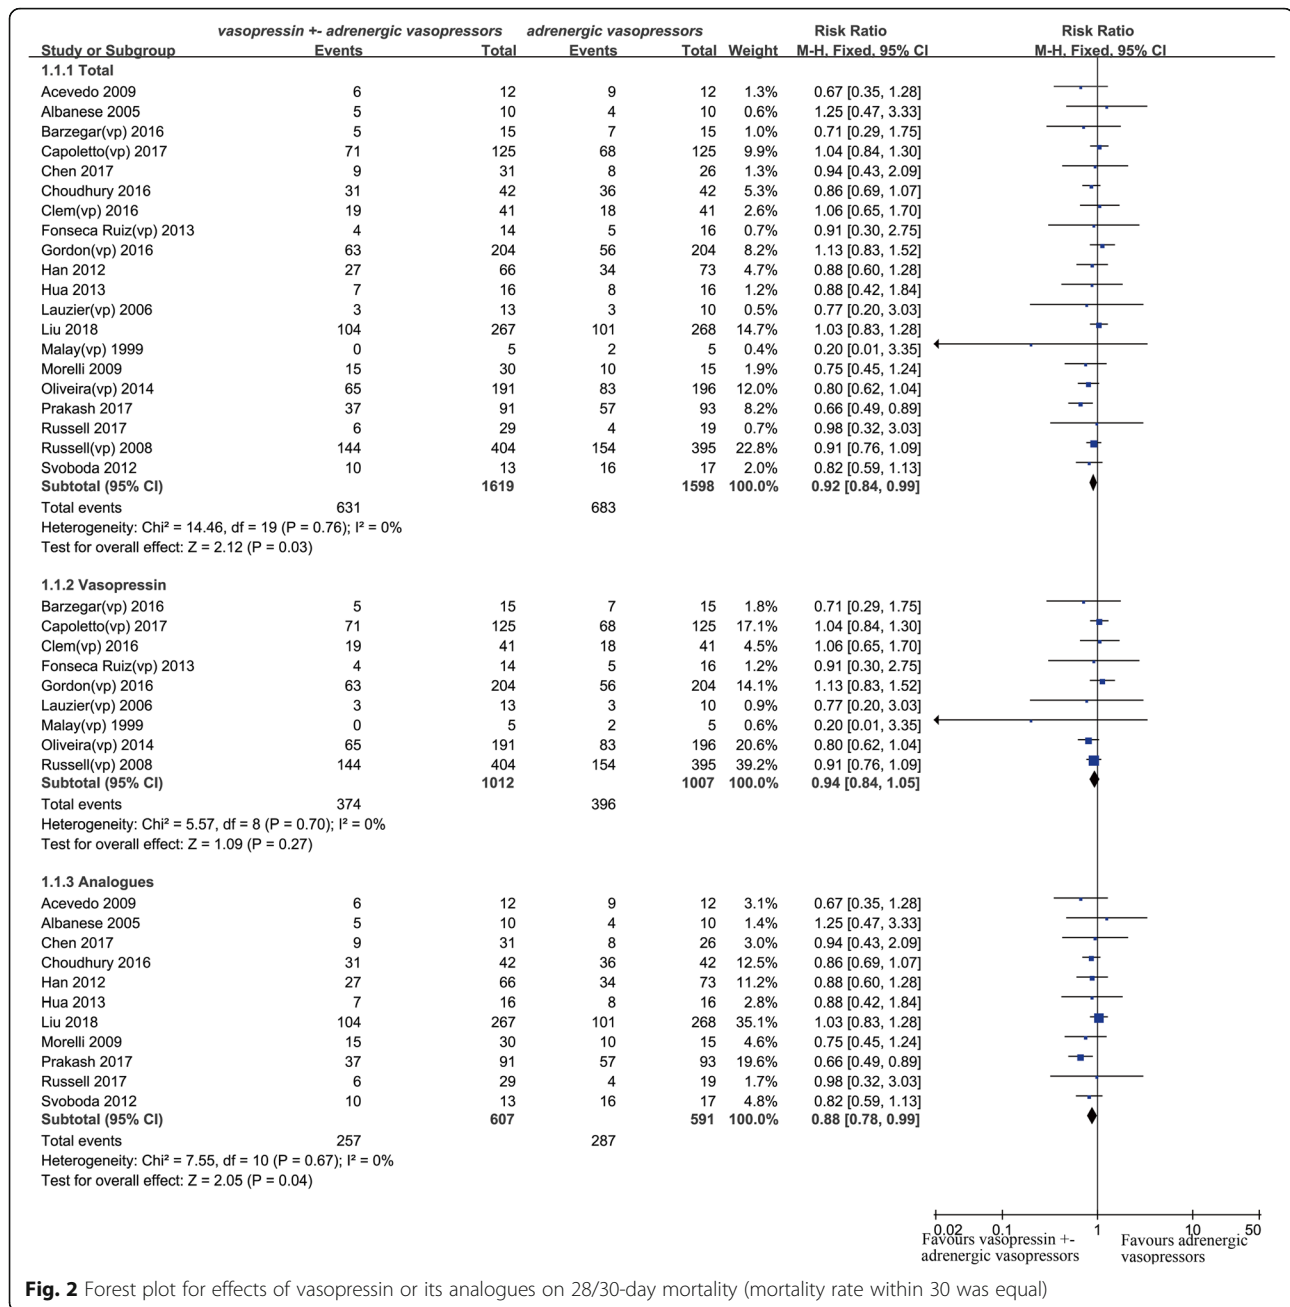 vasopressin +- adrenergic vasopressors adrenergic vasopressors Risk Ratio Risk Ratio
Study or Subgroup Events Total Events Total Weight M-H, Fixed, 95% CI M-H, Fixed, 95% CI
1.1.1 Total
Acevedo 2009 6 12 9 12 1.3% 0.67 [0.35, 1.28]
Albanese 2005 5 10 4 10 0.6% 1.25 [0.47, 3.33]
Barzegar(vp) 2016 5 15 7 15 1.0% 0.71 [0.29, 1.75]
Capoletto(vp) 2017 71 125 68 125 9.9% 1.04 [0.84, 1.30]
Chen 2017 9 31 8 26 1.3% 0.94 [0.43, 2.09]
Choudhury 2016 31 42 36 42 5.3% 0.86 [0.69, 1.07]
Clem(vp) 2016 19 41 18 41 2.6% 1.06 [0.65, 1.70]
Fonseca Ruiz(vp) 2013 4 14 5 16 0.7% 0.91 [0.30, 2.75]
Gordon(vp) 2016 63 204 56 204 8.2% 1.13 [0.83, 1.52]
Han 2012 27 66 34 73 4.7% 0.88 [0.60, 1.28]
Hua 2013 7 16 8 16 1.2% 0.88 [0.42, 1.84]
Lauzier(vp) 2006 3 13 3 10 0.5% 0.77 [0.20, 3.03]
Liu 2018 104 267 101 268 14.7% 1.03 [0.83, 1.28]
Malay(vp) 1999 0 5 2 5 0.4% 0.20 [0.01, 3.35]
Morelli 2009 15 30 10 15 1.9% 0.75 [0.45, 1.24]
Oliveira(vp) 2014 65 191 83 196 12.0% 0.80 [0.62, 1.04]
Prakash 2017 37 91 57 93 8.2% 0.66 [0.49, 0.89]
Russell 2017 6 29 4 19 0.7% 0.98 [0.32, 3.03]
Russell(vp) 2008 144 404 154 395 22.8% 0.91 [0.76, 1.09]
Svoboda 2012 10 13 16 17 2.0% 0.82 [0.59, 1.13]
Subtotal (95% CI) 1619 1598 100.0% 0.92 [0.84, 0.99]
Total events 631 683
Heterogeneity: Chi² = 14.46, df = 19 (P = 0.76); I² = 0%
Test for overall effect: Z = 2.12 (P = 0.03)
1.1.2 Vasopressin
Barzegar(vp) 2016 5 15 7 15 1.8% 0.71 [0.29, 1.75]
Capoletto(vp) 2017 71 125 68 125 17.1% 1.04 [0.84, 1.30]
Clem(vp) 2016 19 41 18 41 4.5% 1.06 [0.65, 1.70]
Fonseca Ruiz(vp) 2013 4 14 5 16 1.2% 0.91 [0.30, 2.75]
Gordon(vp) 2016 63 204 56 204 14.1% 1.13 [0.83, 1.52]
Lauzier(vp) 2006 3 13 3 10 0.9% 0.77 [0.20, 3.03]
Malay(vp) 1999 0 5 2 5 0.6% 0.20 [0.01, 3.35]
Oliveira(vp) 2014 65 191 83 196 20.6% 0.80 [0.62, 1.04]
Russell(vp) 2008 144 404 154 395 39.2% 0.91 [0.76, 1.09]
Subtotal (95% CI) 1012 1007 100.0% 0.94 [0.84, 1.05]
Total events 374 396
Heterogeneity: Chi² = 5.57, df = 8 (P = 0.70); I² = 0%
Test for overall effect: Z = 1.09 (P = 0.27)
1.1.3 Analogues
Acevedo 2009 6 12 9 12 3.1% 0.67 [0.35, 1.28]
Albanese 2005 5 10 4 10 1.4% 1.25 [0.47, 3.33]
Chen 2017 9 31 8 26 3.0% 0.94 [0.43, 2.09]
Choudhury 2016 31 42 36 42 12.5% 0.86 [0.69, 1.07]
Han 2012 27 66 34 73 11.2% 0.88 [0.60, 1.28]
Hua 2013 7 16 8 16 2.8% 0.88 [0.42, 1.84]
Liu 2018 104 267 101 268 35.1% 1.03 [0.83, 1.28]
Morelli 2009 15 30 10 15 4.6% 0.75 [0.45, 1.24]
Prakash 2017 37 91 57 93 19.6% 0.66 [0.49, 0.89]
Russell 2017 6 29 4 19 1.7% 0.98 [0.32, 3.03]
Svoboda 2012 10 13 16 17 4.8% 0.82 [0.59, 1.13]
Subtotal (95% CI) 607 591 100.0% 0.88 [0.78, 0.99]
Total events 257 287
Heterogeneity: Chi² = 7.55, df = 10 (P = 0.67); I² = 0%
Test for overall effect: Z = 2.05 (P = 0.04)
0.02 0.1 1 10 50
Favours vasopressin +- Favours adrenergic
adrenergic vasopressors vasopressors
Fig. 2 Forest plot for effects of vasopressin or its analogues on 28/30-day mortality (mortality rate within 30 was equal)